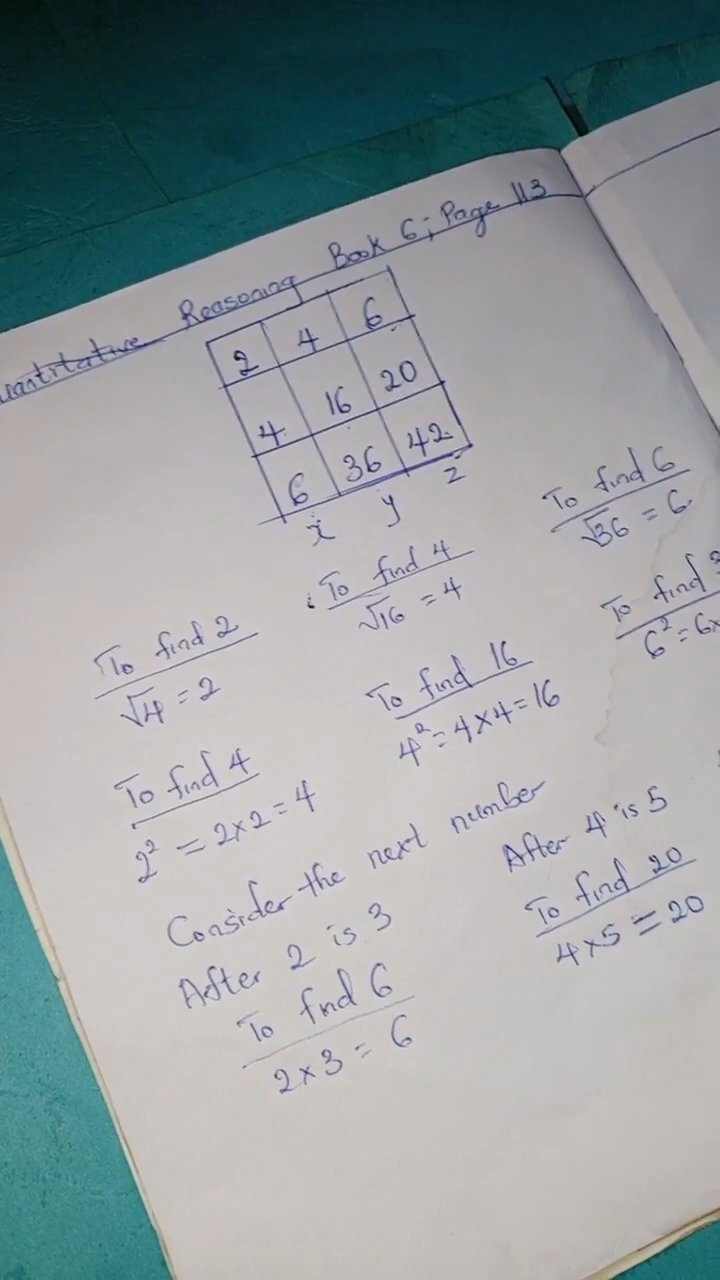 Quantitative Reasoning Book 6; Page 113
2 4 6
4 16 20
6 36 42
x y z
To find 2
√4 = 2
To find 4
√16 = 4
To find 6
√36 = 6
To find 4
2² = 2×2 = 4
To find 16
4² = 4×4 = 16
To find
6² = 6×
Consider the next number
After 2 is 3
To find 6
2×3 = 6
After 4 is 5
To find 20
4×5 = 20